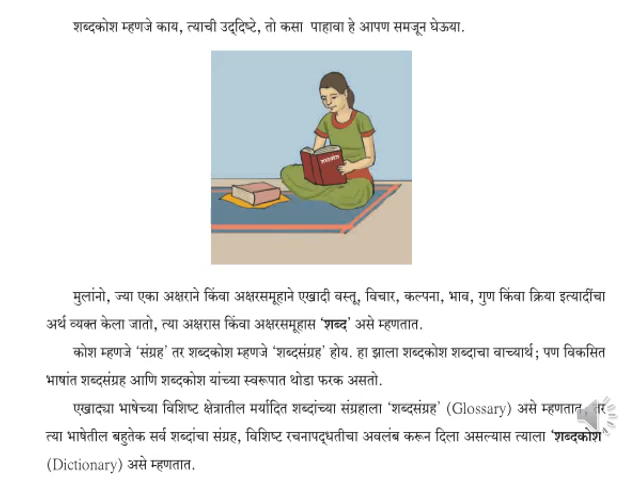 शब्दकोश म्हणजे काय, त्याची उद्दिष्टे, तो कसा पाहावा हे आपण समजून घेऊया.
शब्दकोश
मुलांनो, ज्या एका अक्षराने किंवा अक्षरसमूहाने एखादी वस्तू, विचार, कल्पना, भाव, गुण किंवा क्रिया इत्यादींचा
अर्थ व्यक्त केला जातो, त्या अक्षरास किंवा अक्षरसमूहास ‘शब्द’ असे म्हणतात.
कोश म्हणजे ‘संग्रह’ तर शब्दकोश म्हणजे ‘शब्दसंग्रह’ होय. हा झाला शब्दकोश शब्दाचा वाच्यार्थ; पण विकसित
भाषांत शब्दसंग्रह आणि शब्दकोश यांच्या स्वरूपात थोडा फरक असतो.
एखाद्या भाषेच्या विशिष्ट क्षेत्रातील मर्यादित शब्दांच्या संग्रहाला ‘शब्दसंग्रह’ (Glossary) असे म्हणतात, तर
त्या भाषेतील बहुतेक सर्व शब्दांचा संग्रह, विशिष्ट रचनापद्धतीचा अवलंब करून दिला असल्यास त्याला ‘शब्दकोश’
(Dictionary) असे म्हणतात.